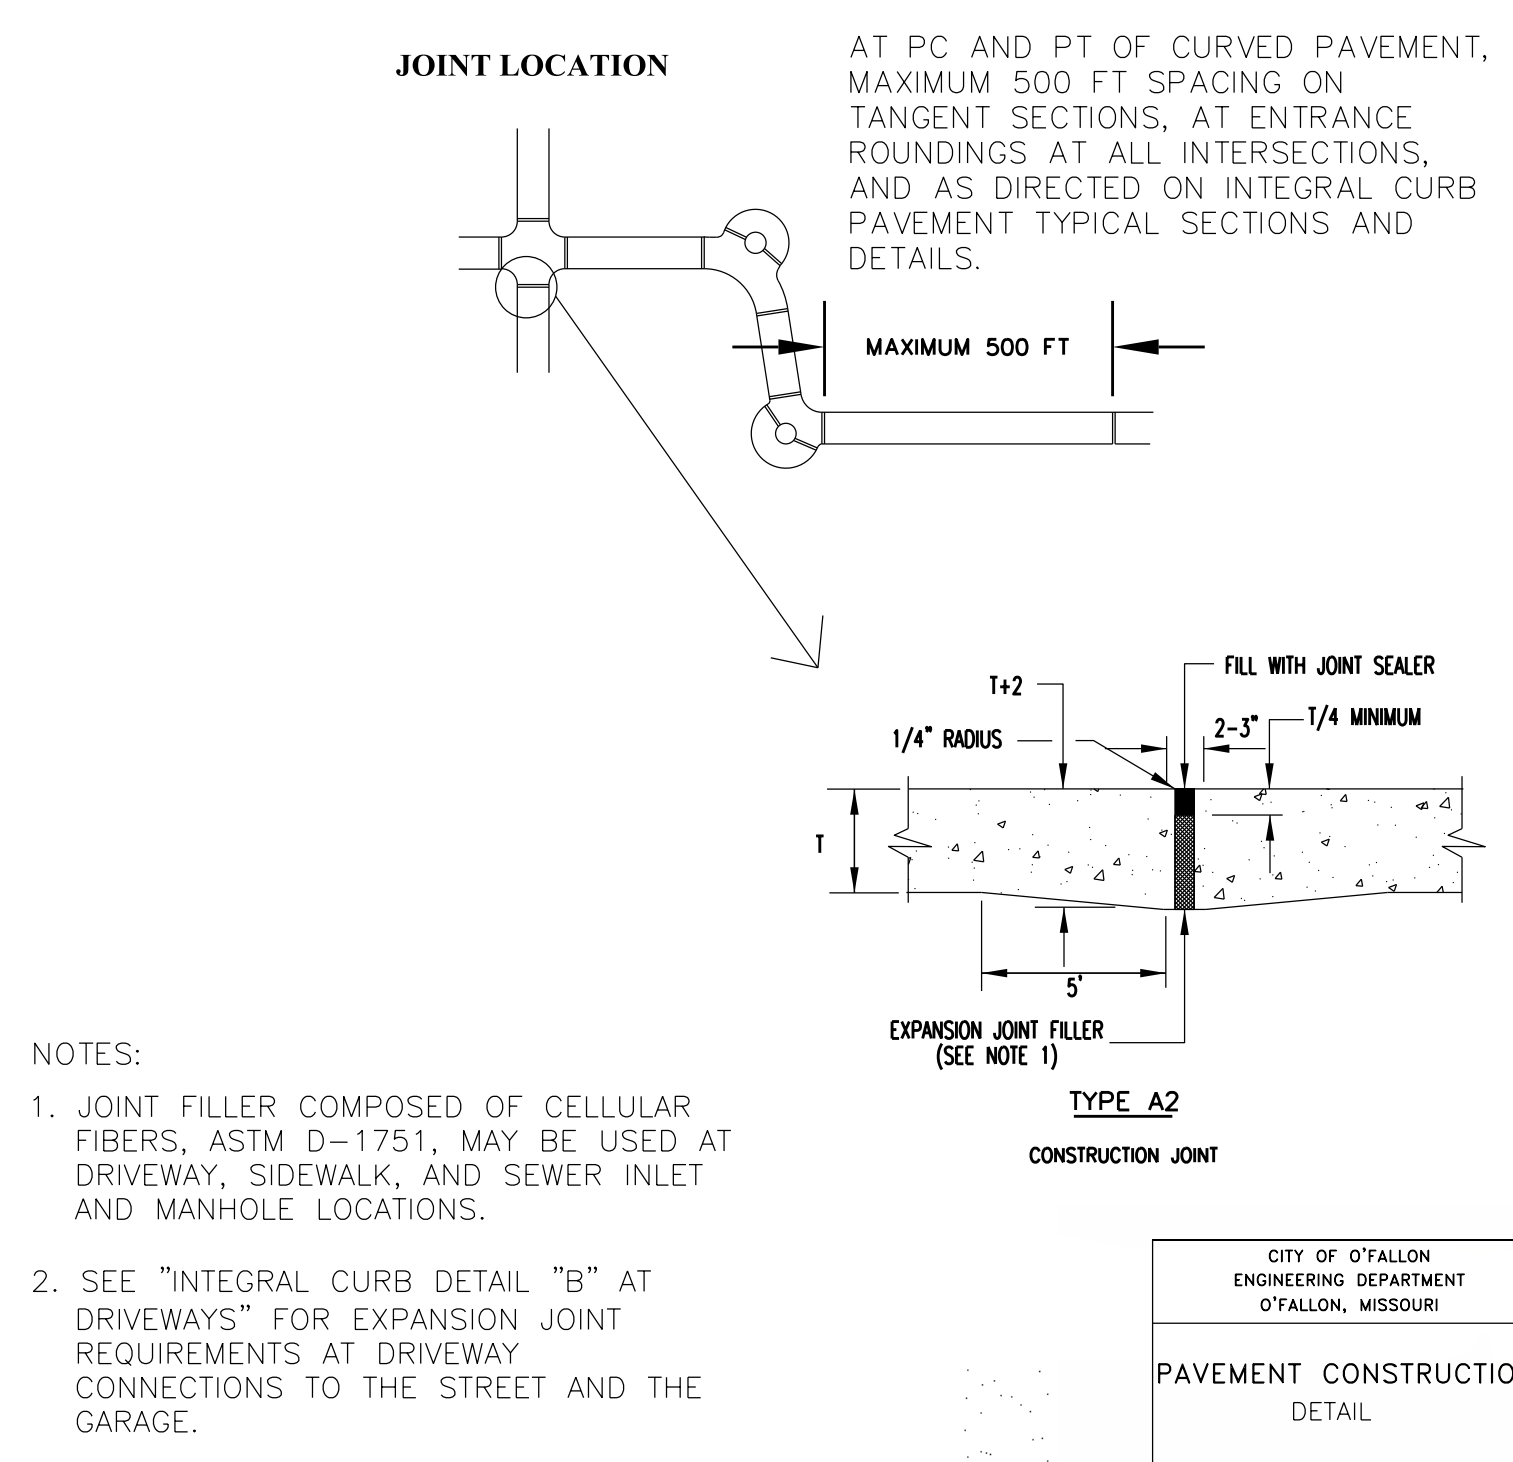 JOINT LOCATION
AT PC AND PT OF CURVED PAVEMENT,
MAXIMUM 500 FT SPACING ON
TANGENT SECTIONS, AT ENTRANCE
ROUNDINGS AT ALL INTERSECTIONS,
AND AS DIRECTED ON INTEGRAL CURB
PAVEMENT TYPICAL SECTIONS AND
DETAILS.
MAXIMUM 500 FT
FILL WITH JOINT SEALER
T+2
T/4 MINIMUM
2-3"
1/4" RADIUS
T
5'
EXPANSION JOINT FILLER
(SEE NOTE 1)
TYPE A2
CONSTRUCTION JOINT
NOTES:
1. JOINT FILLER COMPOSED OF CELLULAR
FIBERS, ASTM D-1751, MAY BE USED AT
DRIVEWAY, SIDEWALK, AND SEWER INLET
AND MANHOLE LOCATIONS.
2. SEE "INTEGRAL CURB DETAIL "B" AT
DRIVEWAYS" FOR EXPANSION JOINT
REQUIREMENTS AT DRIVEWAY
CONNECTIONS TO THE STREET AND THE
GARAGE.
CITY OF O'FALLON
ENGINEERING DEPARTMENT
O'FALLON, MISSOURI
PAVEMENT CONSTRUCTIO
DETAIL